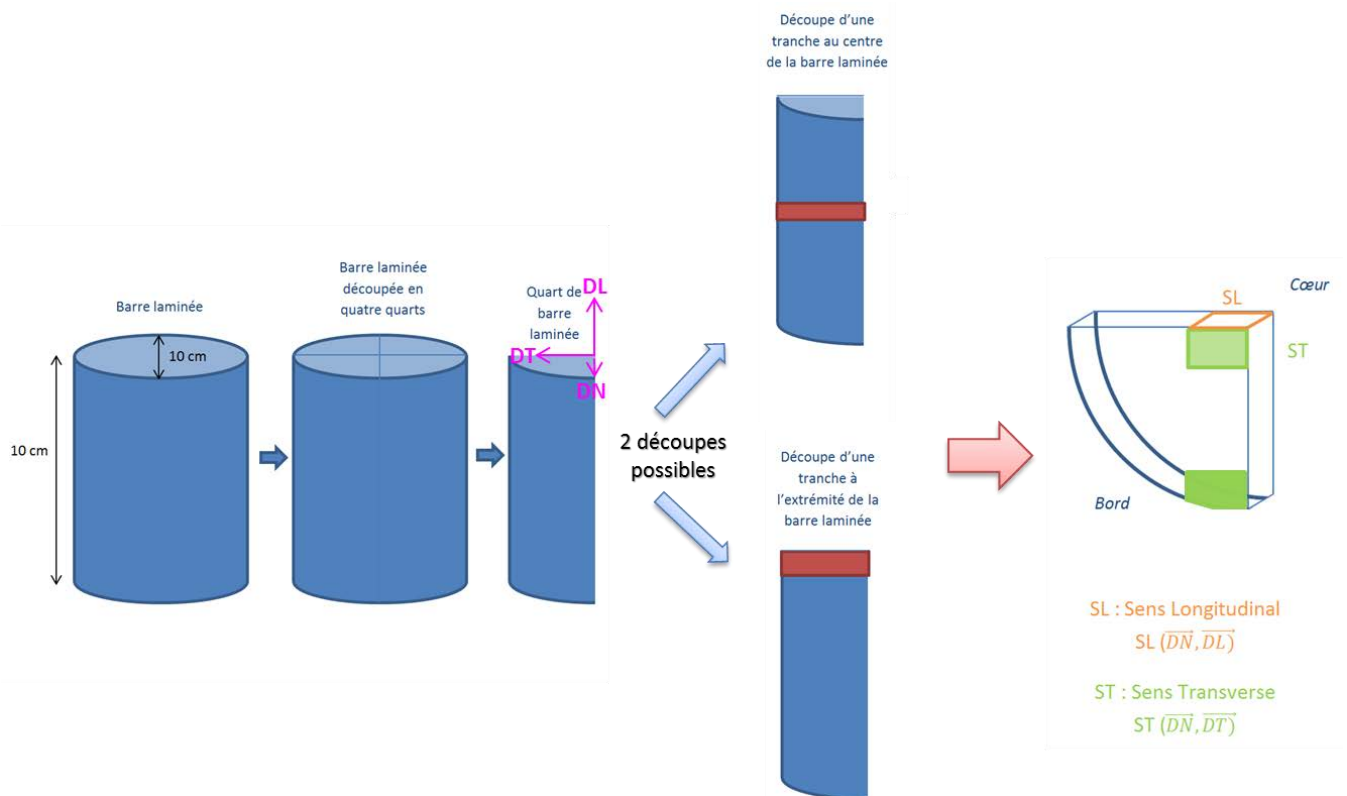 Barre laminée
10 cm
10 cm
Barre laminée
découpée en
quatre quarts
Quart de
barre
laminée
DL
DT
DN
2 découpes
possibles
Découpe d’une
tranche au centre
de la barre laminée
Découpe d’une
tranche à
l’extrémité de la
barre laminée
SL
Cœur
ST
Bord
SL : Sens Longitudinal
SL (DN, DL)
ST : Sens Transverse
ST (DN, DT)